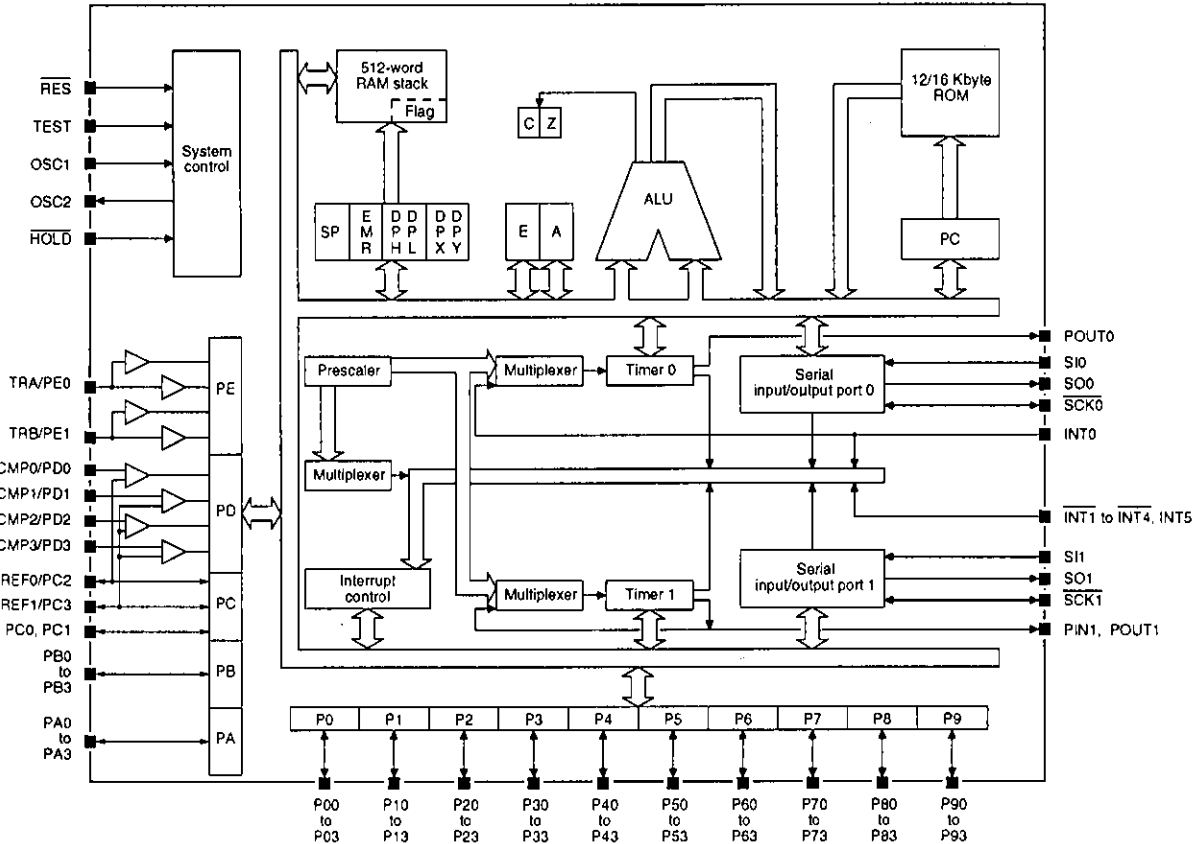 RES
TEST
OSC1
OSC2
HOLD
System
control
512-word
RAM stack
Flag
C Z
12/16 Kbyte
ROM
SP
EMR
DPH
DPL
DPX
DPY
E A
ALU
PC
TRA/PE0
TRB/PE1
PE
CMP0/PD0
CMP1/PD1
CMP2/PD2
CMP3/PD3
PD
REF0/PC2
REF1/PC3
PC0, PC1
PC
PB0
to
PB3
PB
PA0
to
PA3
PA
Prescaler
Multiplexer
Timer 0
Serial
input/output port 0
Multiplexer
Interrupt
control
Multiplexer
Timer 1
Serial
input/output port 1
POUT0
SI0
SO0
SCK0
INT0
INT1 to INT4, INT5
SI1
SO1
SCK1
PIN1, POUT1
P0 P1 P2 P3 P4 P5 P6 P7 P8 P9
P00 P10 P20 P30 P40 P50 P60 P70 P80 P90
to to to to to to to to to to
P03 P13 P23 P33 P43 P53 P63 P73 P83 P93